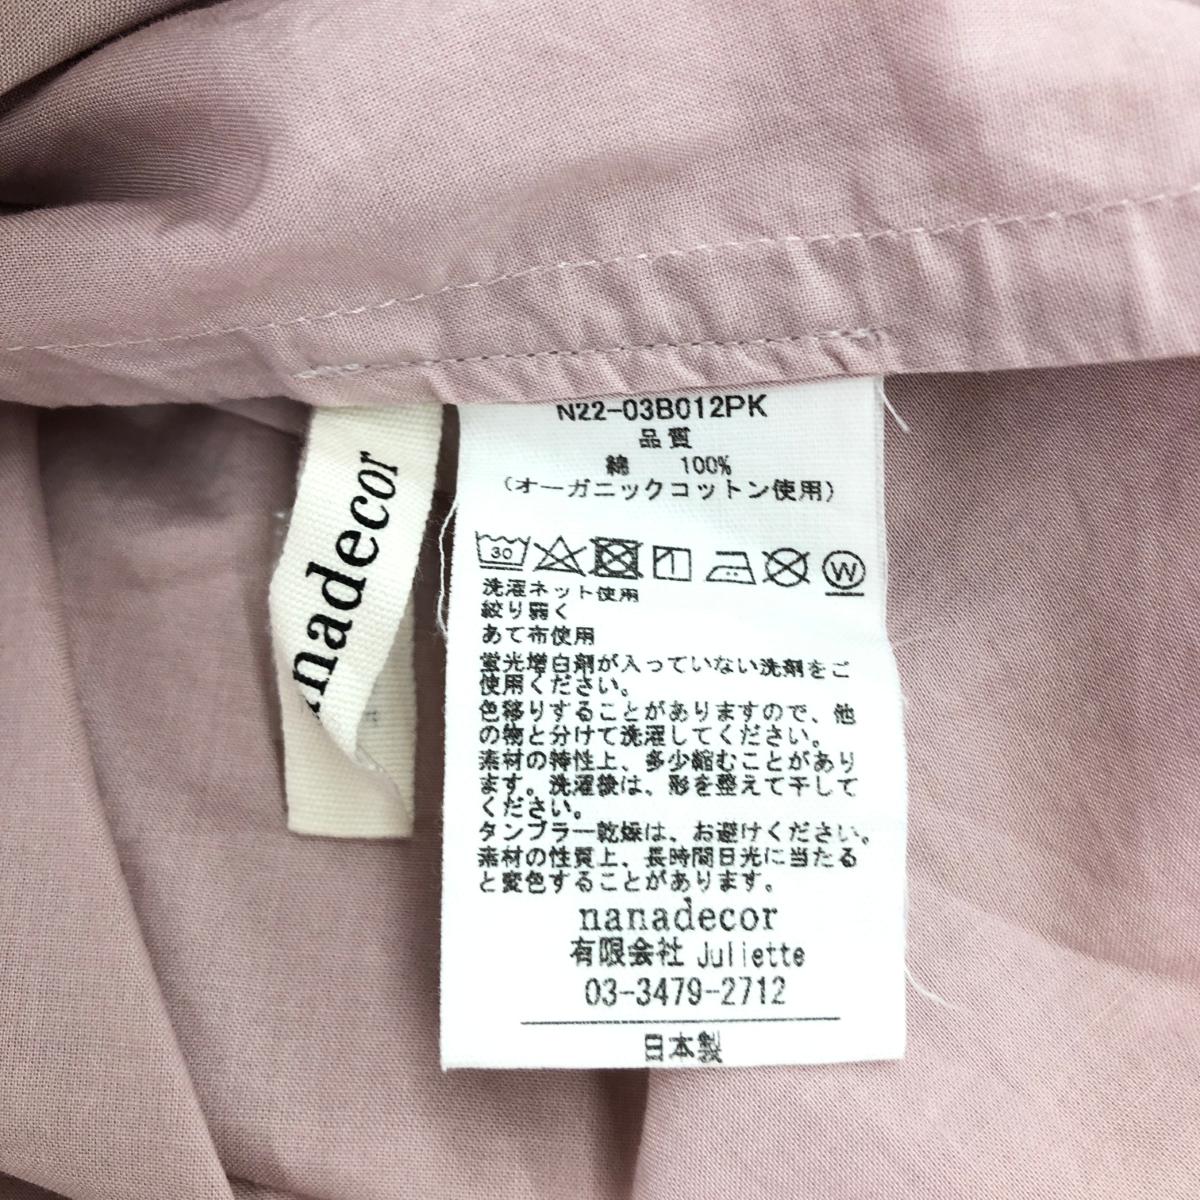 nanadecor
N22-03B012PK
品質
綿 100%
(オーガニックコットン使用)
30
W
洗濯ネット使用
絞り弱く
あて布使用
蛍光増白剤が入っていない洗剤をご
使用ください。
色移りすることがありますので、他
の物と分けて洗濯してください。
素材の特性上、多少縮むことがあり
ます。洗濯後は、形を整えて干して
ください。
タンブラー乾燥は、お避けください。
素材の性質上、長時間日光に当たる
と変色することがあります。
nanadecor
有限会社 Juliette
03-3479-2712
日本製